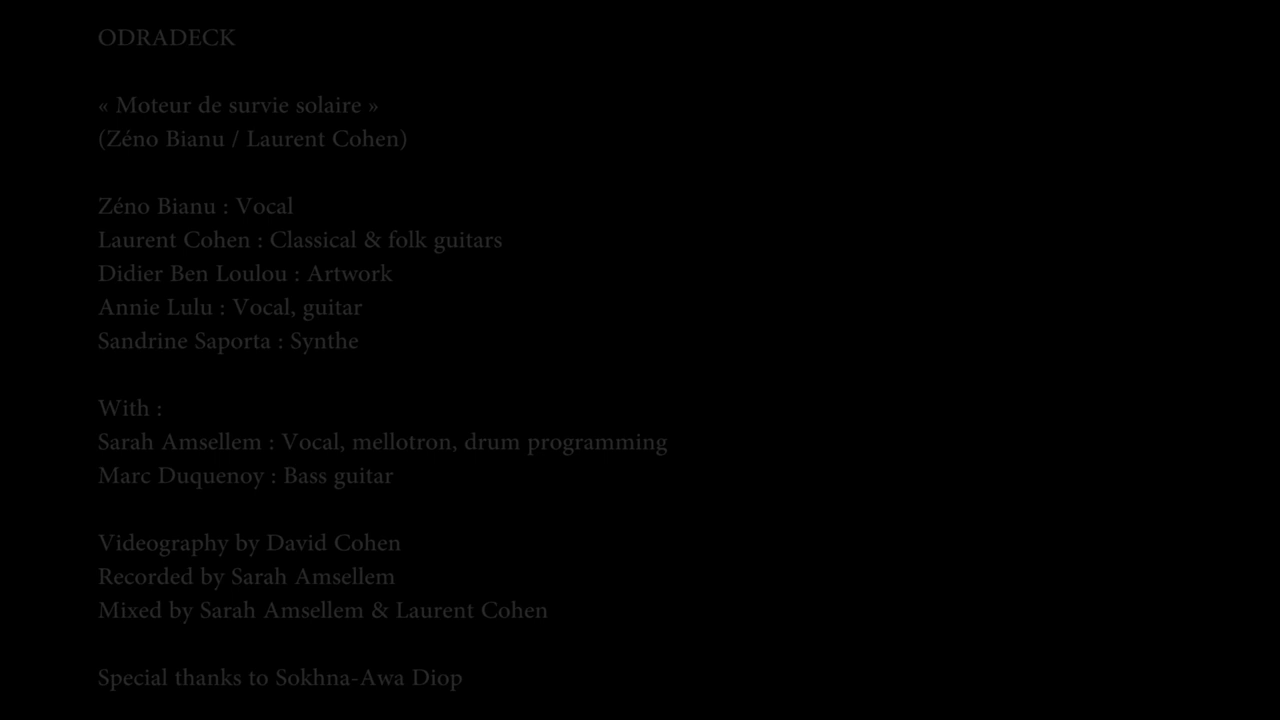 ODRADECK
« Moteur de survie solaire »
(Zéno Bianu / Laurent Cohen)
Zéno Bianu : Vocal
Laurent Cohen : Classical & folk guitars
Didier Ben Loulou : Artwork
Annie Lulu : Vocal, guitar
Sandrine Saporta : Synthe
With :
Sarah Amsellem : Vocal, mellotron, drum programming
Marc Duquenoy : Bass guitar
Videography by David Cohen
Recorded by Sarah Amsellem
Mixed by Sarah Amsellem & Laurent Cohen
Special thanks to Sokhna-Awa Diop